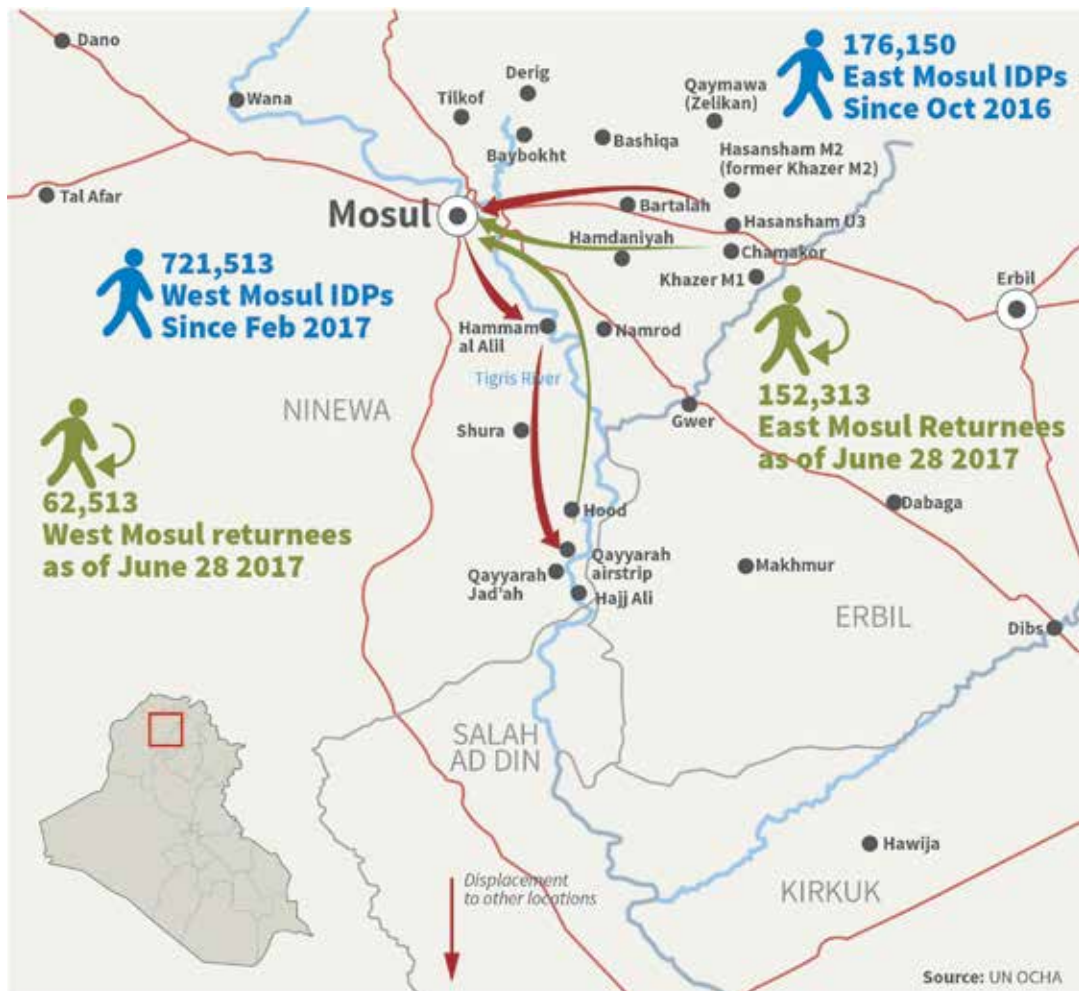 Dano
176,150
East Mosul IDPs
Since Oct 2016
Derig
Wana
Tilkof
Qaymawa
(Zelikan)
Baybokht
Bashiqa
Hasansham M2
(former Khazer M2)
Tal Afar
Mosul
Bartalah
Hasansham U3
Hamdaniyah
Chamakor
721,513
West Mosul IDPs
Since Feb 2017
Khazer M1
Erbil
Hammam
al Alil
Namrod
Tigris River
152,313
East Mosul Returnees
as of June 28 2017
NINEWA
Gwer
Shura
62,513
West Mosul returnees
as of June 28 2017
Hood
Dabaga
Qayyarah
airstrip
Qayyarah
Jad'ah
Makhmur
Hajj Ali
ERBIL
Dibs
SALAH
AD DIN
Hawija
Displacement
to other locations
KIRKUK
Source: UN OCHA